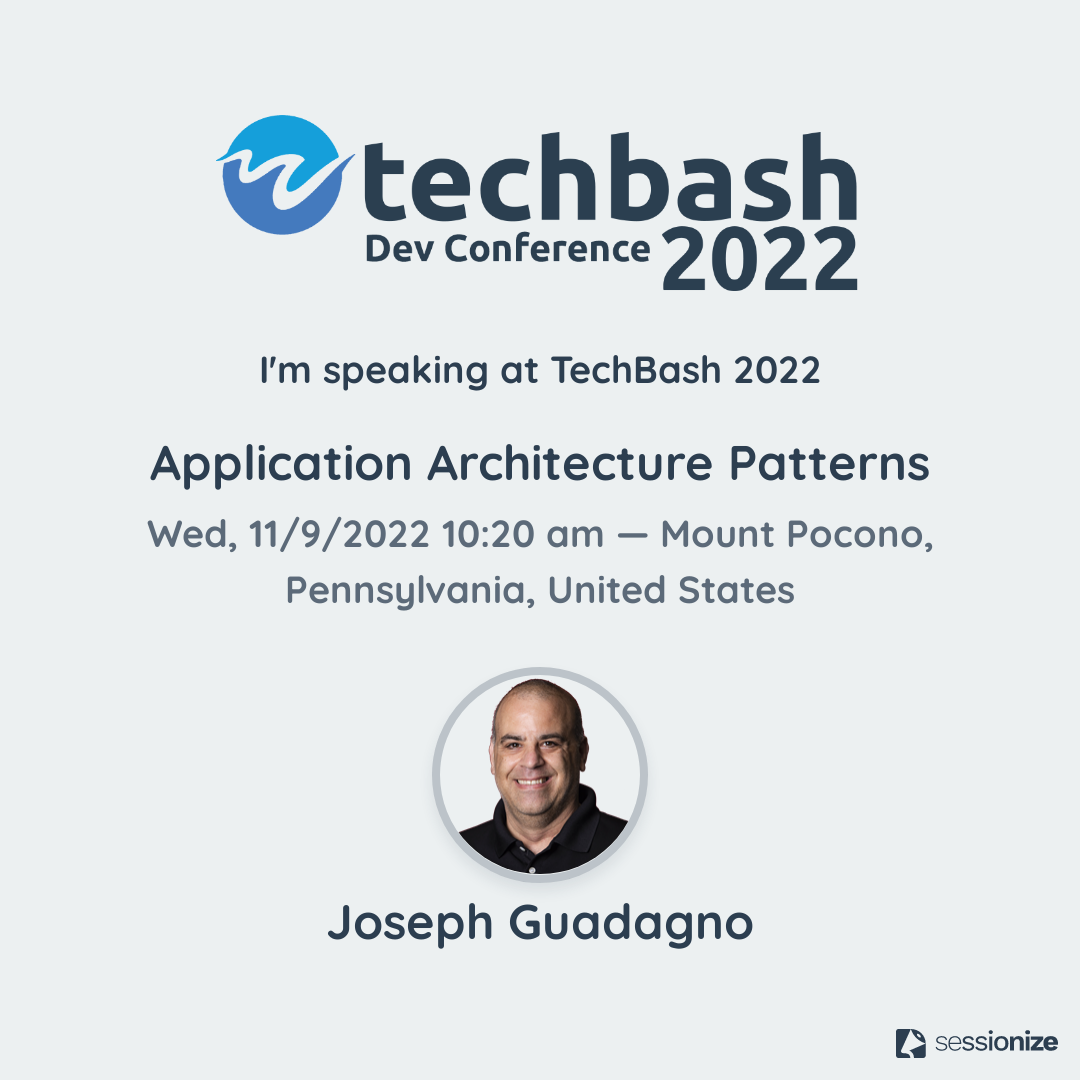 techbash
Dev Conference 2022
I'm speaking at TechBash 2022
Application Architecture Patterns
Wed, 11/9/2022 10:20 am — Mount Pocono,
Pennsylvania, United States
Joseph Guadagno
sessionize